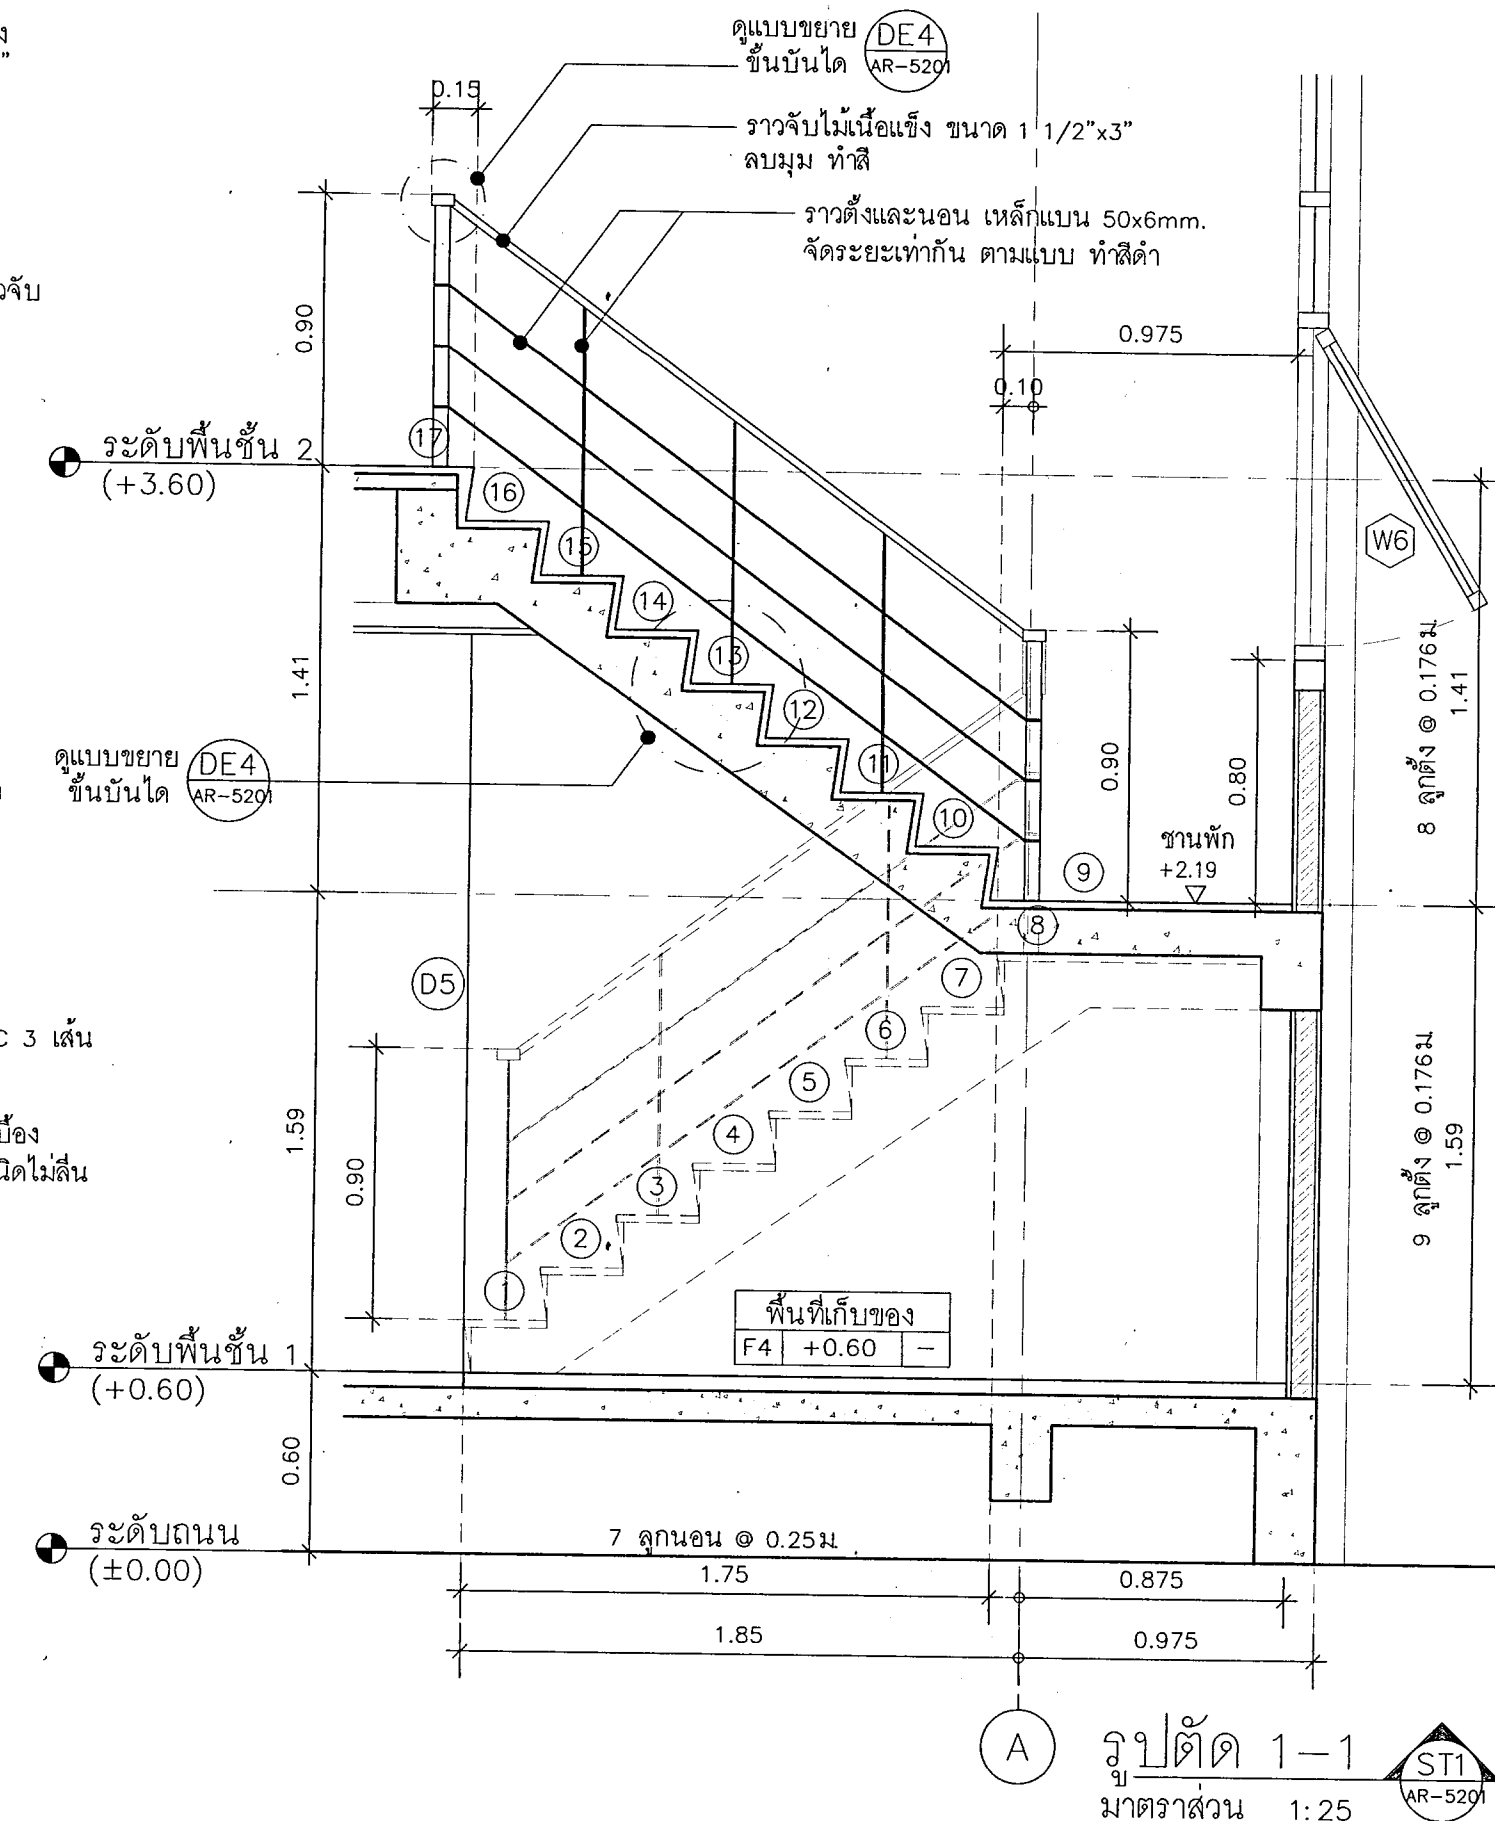 ดูแบบขยาย
ขั้นบันได
DE4
AR-5201
0.15
ราวจับไม้เนื้อแข็ง ขนาด 1 1/2"x3"
ลบมุม ทำสี
ราวตั้งและนอน เหล็กแบน 50x6mm.
จัดระยะเท่ากัน ตามแบบ ทำสีดำ
วจับ
0.90
0.975
0.10
17
ระดับพื้นชั้น 2
(+3.60)
16
15
14
13
12
11
10
9
8
W6
1.41
8 ลูกตั้ง @ 0.176ม.
1.41
0.90
0.80
ดูแบบขยาย
ขั้นบันได
DE4
AR-5201
ชานพัก
+2.19
D5
7
6
5
4
3
2
1
C 3 เส้น
1.59
0.90
9 ลูกตั้ง @ 0.176ม.
1.59
พื้นที่เก็บของ
F4 +0.60 –
ระดับพื้นชั้น 1
(+0.60)
0.60
ระดับถนน
(±0.00)
7 ลูกนอน @ 0.25ม.
1.75
0.875
1.85
0.975
A
รูปตัด 1–1
มาตราส่วน 1:25
ST1
AR-5201